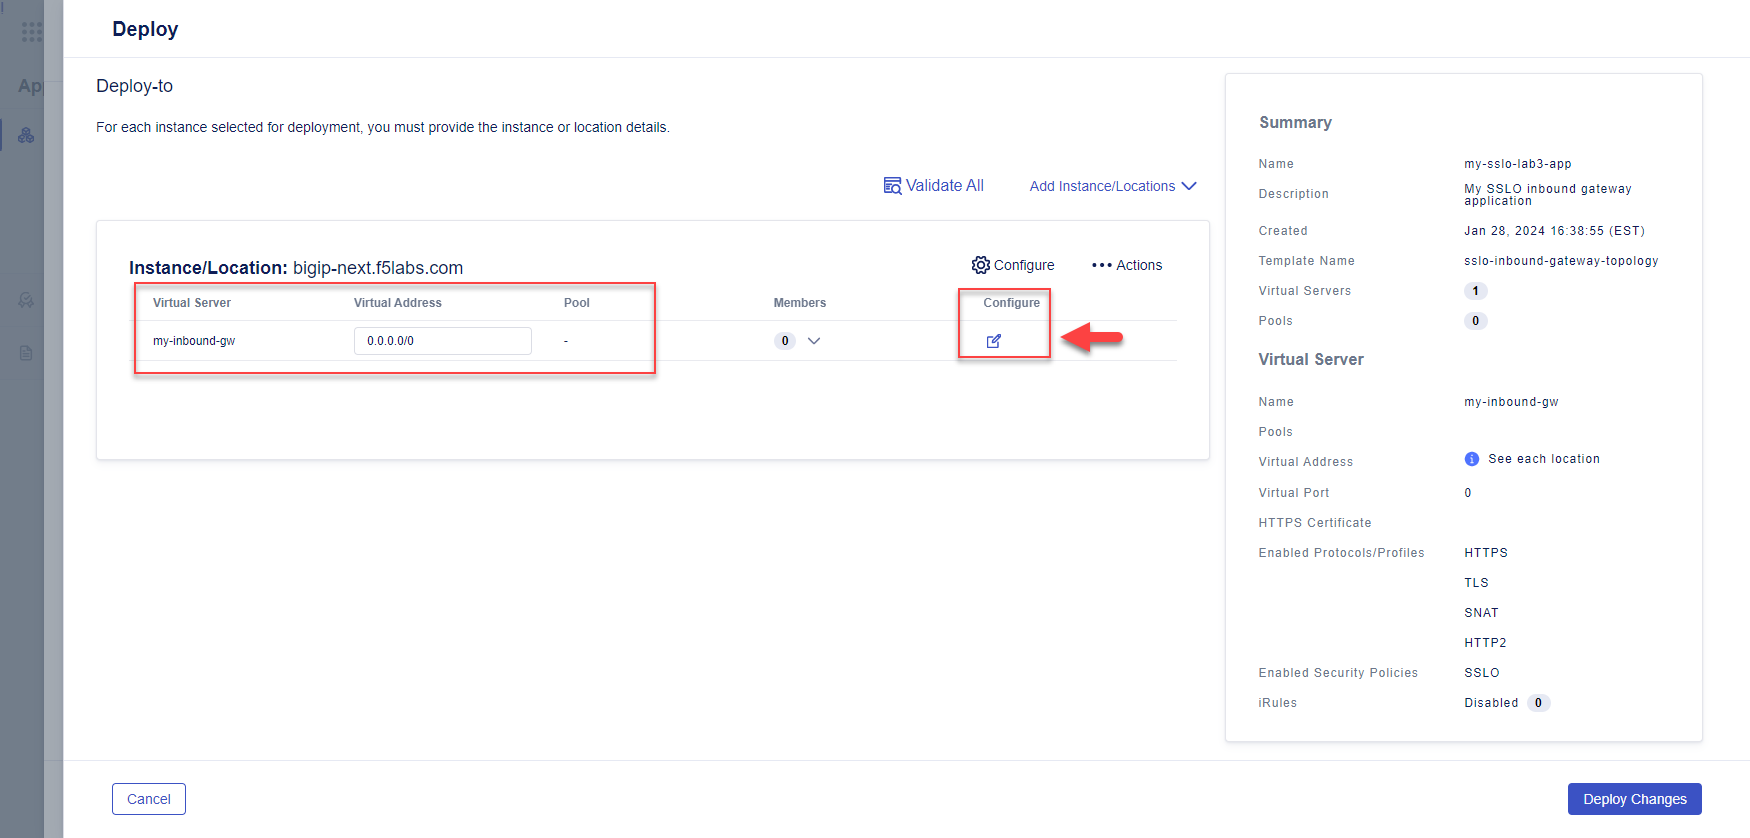 Deploy
App
Deploy-to
For each instance selected for deployment, you must provide the instance or location details.
Validate All
Add Instance/Locations
Instance/Location: bigip-next.f5labs.com
Configure
Actions
Virtual Server Virtual Address Pool Members Configure
my-inbound-gw 0.0.0.0/0 - 0
Summary
Name my-sslo-lab3-app
Description My SSLO inbound gateway
application
Created Jan 28, 2024 16:38:55 (EST)
Template Name sslo-inbound-gateway-topology
Virtual Servers 1
Pools 0
Virtual Server
Name my-inbound-gw
Pools
Virtual Address See each location
Virtual Port 0
HTTPS Certificate
Enabled Protocols/Profiles HTTPS
TLS
SNAT
HTTP2
Enabled Security Policies SSLO
iRules Disabled 0
Cancel
Deploy Changes